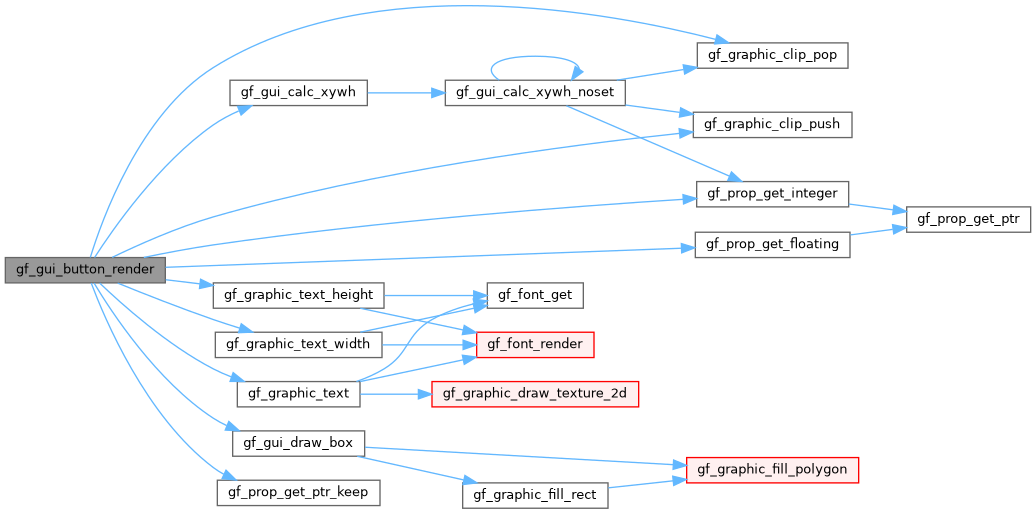 gf_graphic_clip_pop
gf_gui_calc_xywh
gf_gui_calc_xywh_noset
gf_graphic_clip_push
gf_prop_get_integer
gf_prop_get_ptr
gf_prop_get_floating
gf_gui_button_render
gf_graphic_text_height
gf_font_get
gf_graphic_text_width
gf_font_render
gf_graphic_text
gf_graphic_draw_texture_2d
gf_gui_draw_box
gf_graphic_fill_polygon
gf_prop_get_ptr_keep
gf_graphic_fill_rect